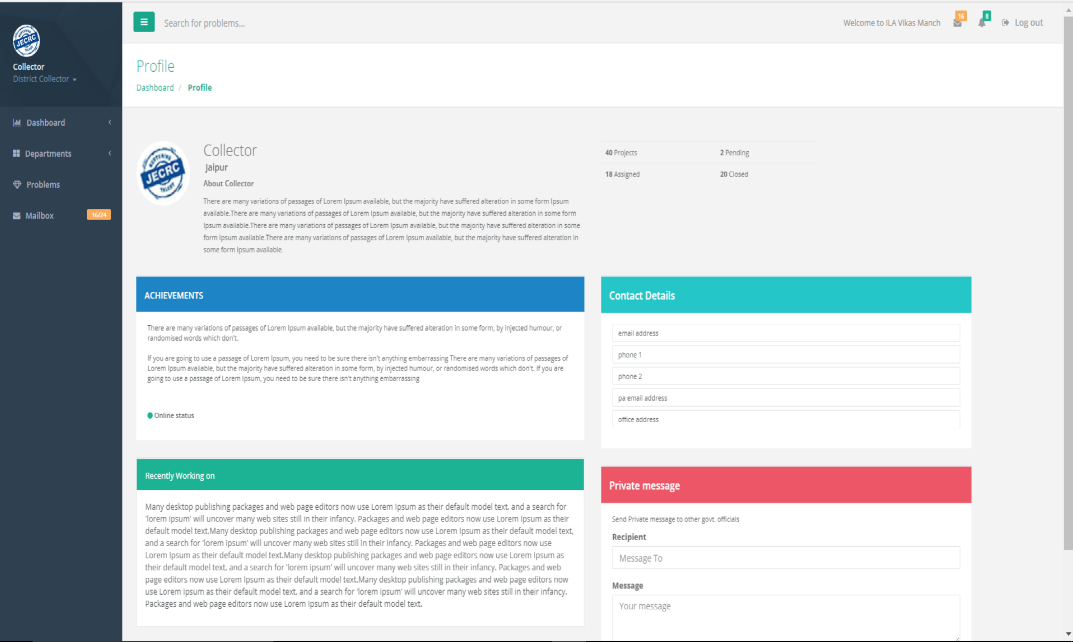 JECRC
Collector
District Collector
Dashboard
Departments
Problems
Mailbox
16/24
Search for problems...
Welcome to ILA Vikas Manch
16
8
Log out
Profile
Dashboard / Profile
NURTURING
JECRC
TALENT
Collector
Jaipur
About Collector
There are many variations of passages of Lorem Ipsum available, but the majority have suffered alteration in some form Ipsum
available.There are many variations of passages of Lorem Ipsum available, but the majority have suffered alteration in some form
Ipsum available.There are many variations of passages of Lorem Ipsum available, but the majority have suffered alteration in some
form Ipsum available.There are many variations of passages of Lorem Ipsum available, but the majority have suffered alteration in
some form Ipsum available.
40 Projects
2 Pending
18 Assigned
20 Closed
ACHIEVEMENTS
There are many variations of passages of Lorem Ipsum available, but the majority have suffered alteration in some form, by injected humour, or
randomised words which don't.
If you are going to use a passage of Lorem Ipsum, you need to be sure there isn't anything embarrassing There are many variations of passages of
Lorem Ipsum available, but the majority have suffered alteration in some form, by injected humour, or randomised words which don't. If you are
going to use a passage of Lorem Ipsum, you need to be sure there isn't anything embarrassing
Online status
Contact Details
email address
phone 1
phone 2
pa email address
office address
Recently Working on
Many desktop publishing packages and web page editors now use Lorem Ipsum as their default model text, and a search for
'lorem ipsum' will uncover many web sites still in their infancy. Packages and web page editors now use Lorem Ipsum as their
default model text.Many desktop publishing packages and web page editors now use Lorem Ipsum as their default model text,
and a search for 'lorem ipsum' will uncover many web sites still in their infancy. Packages and web page editors now use
Lorem Ipsum as their default model text.Many desktop publishing packages and web page editors now use Lorem Ipsum as
their default model text, and a search for 'lorem ipsum' will uncover many web sites still in their infancy. Packages and web
page editors now use Lorem Ipsum as their default model text.Many desktop publishing packages and web page editors now
use Lorem Ipsum as their default model text, and a search for 'lorem ipsum' will uncover many web sites still in their infancy.
Packages and web page editors now use Lorem Ipsum as their default model text.
Private message
Send Private message to other govt. officials
Recipient
Message To
Message
Your message